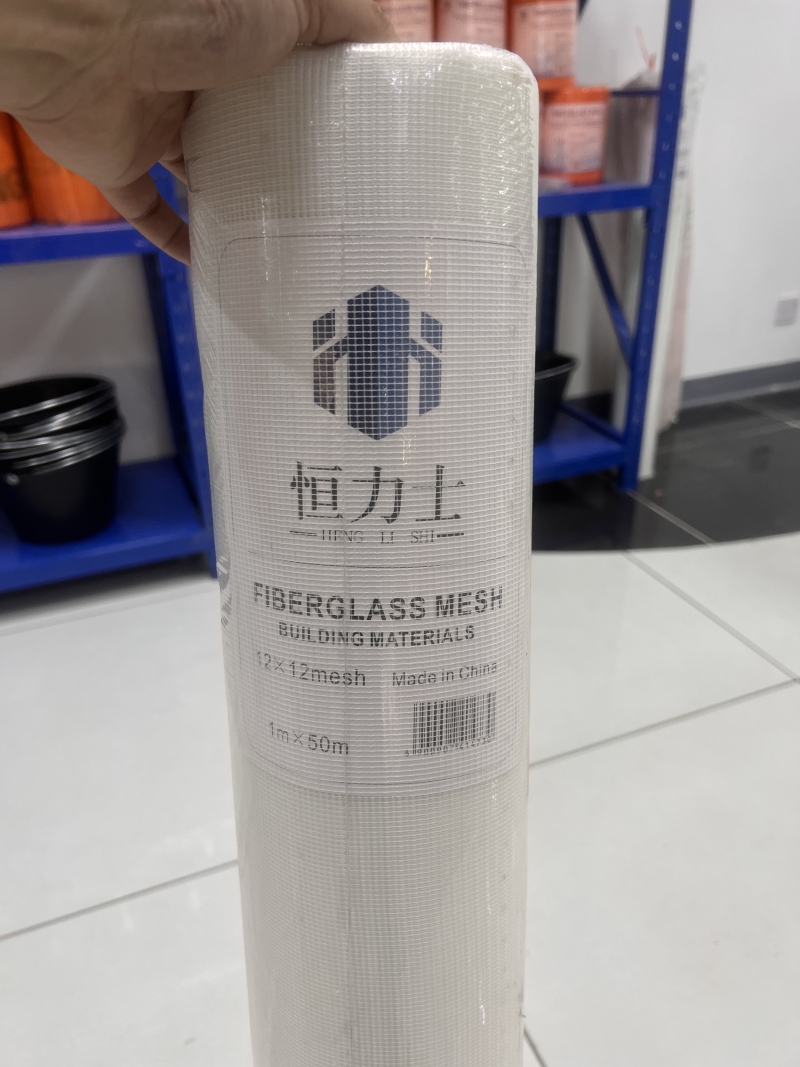 恒力士
HENG LI SHI
FIBERGLASS MESH
BUILDING MATERIALS
12×12mesh Made in China
1m×50m